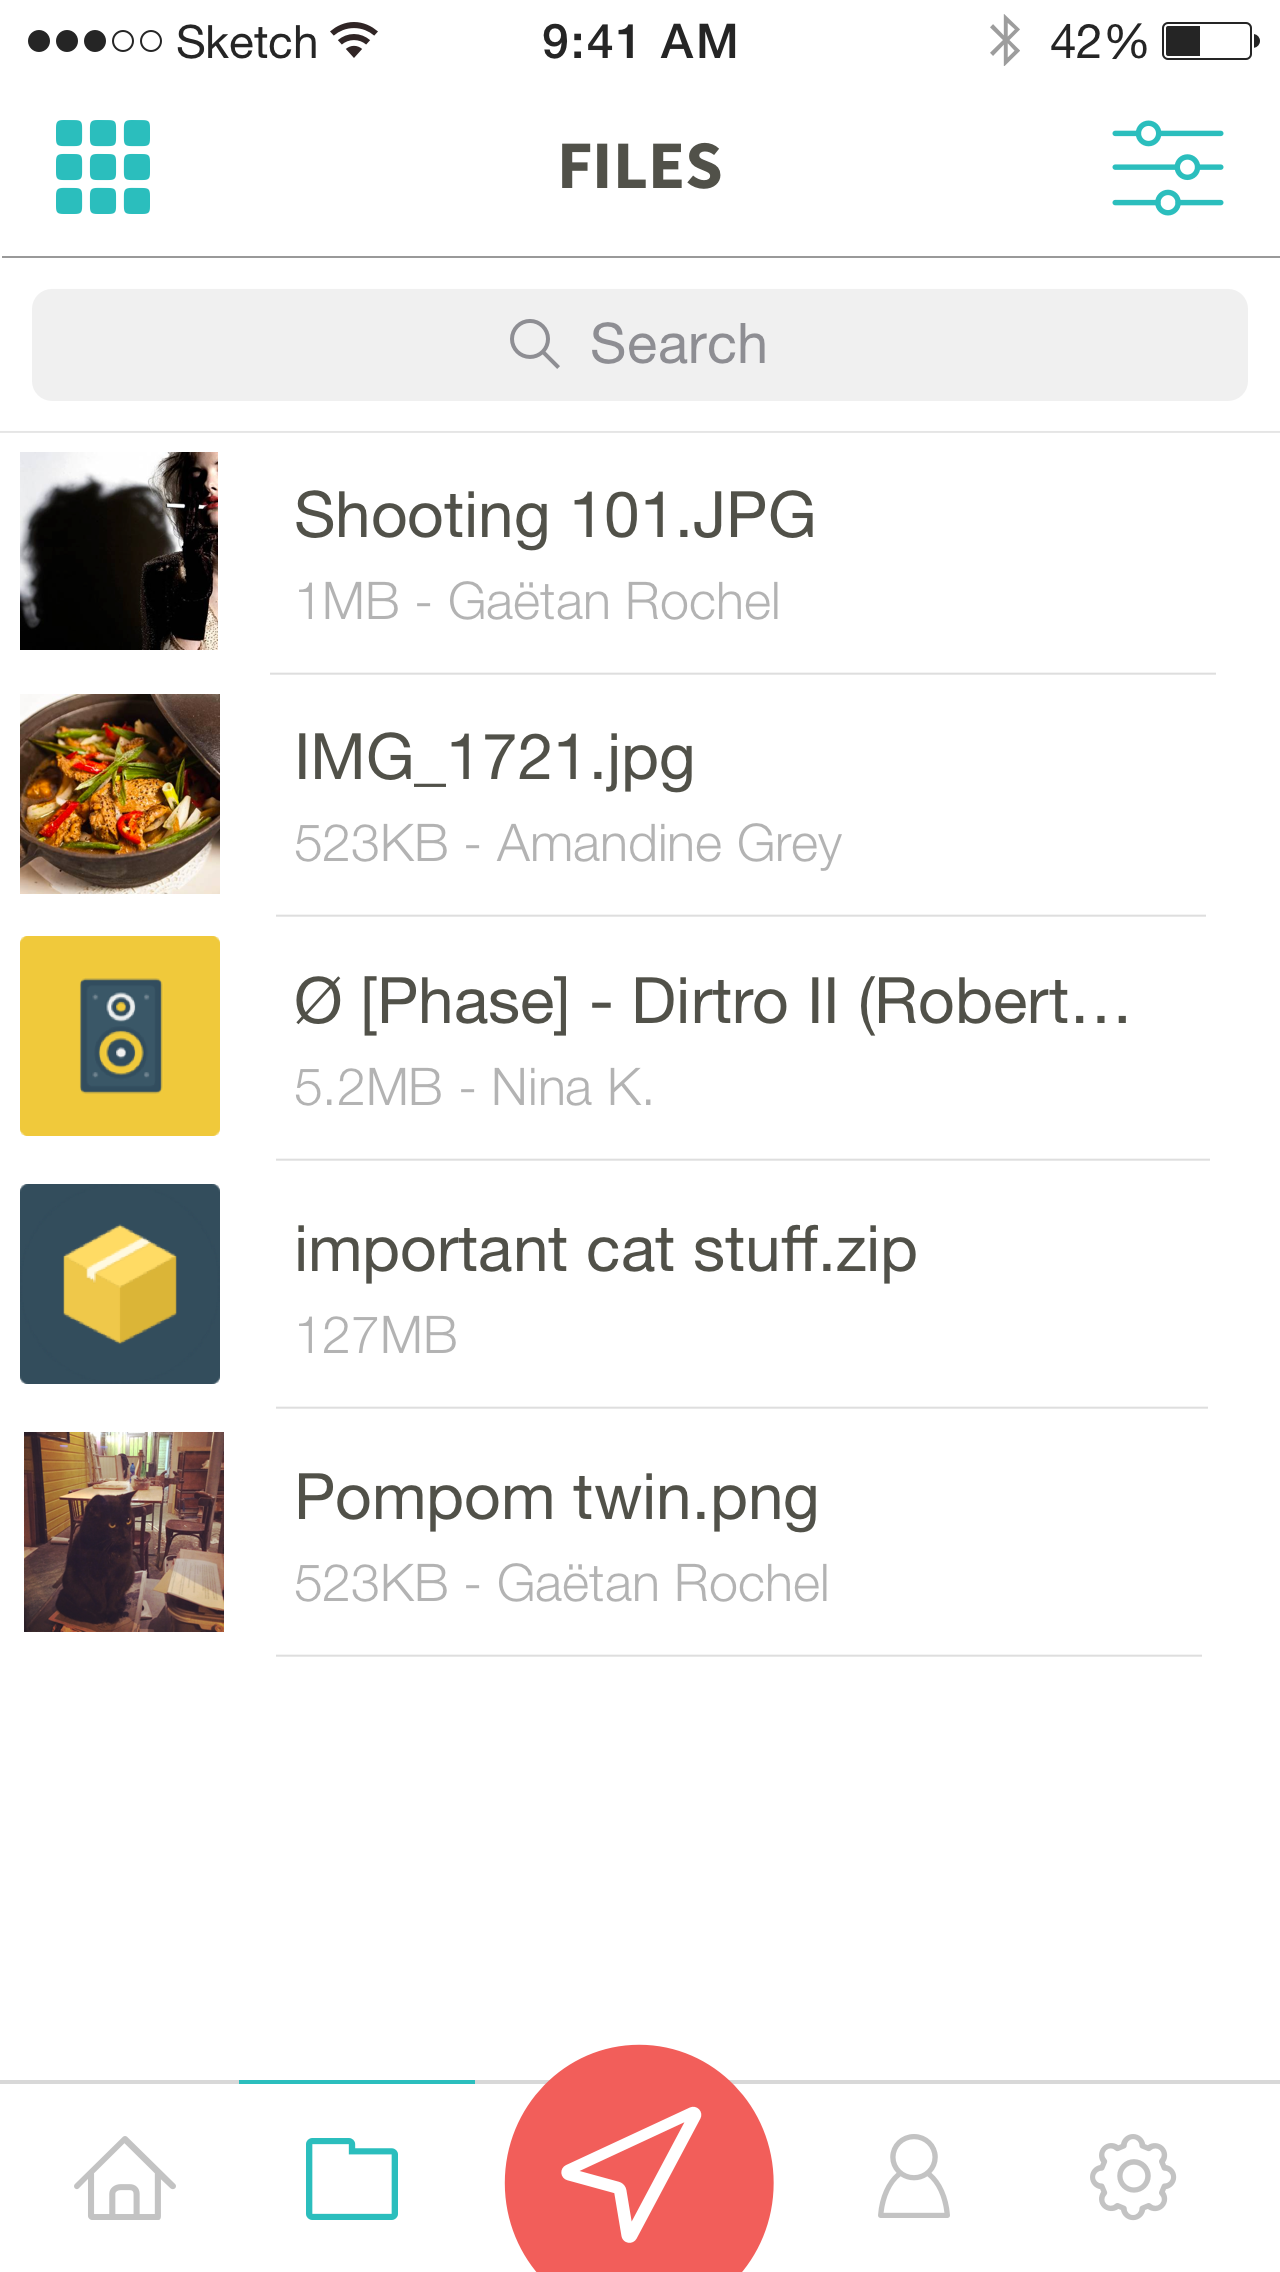 Sketch 9:41 AM 42%
FILES
Search
Shooting 101.JPG
1MB - Gaëtan Rochel
IMG_1721.jpg
523KB - Amandine Grey
Ø [Phase] - Dirtro II (Robert...
5.2MB - Nina K.
important cat stuff.zip
127MB
Pompom twin.png
523KB - Gaëtan Rochel